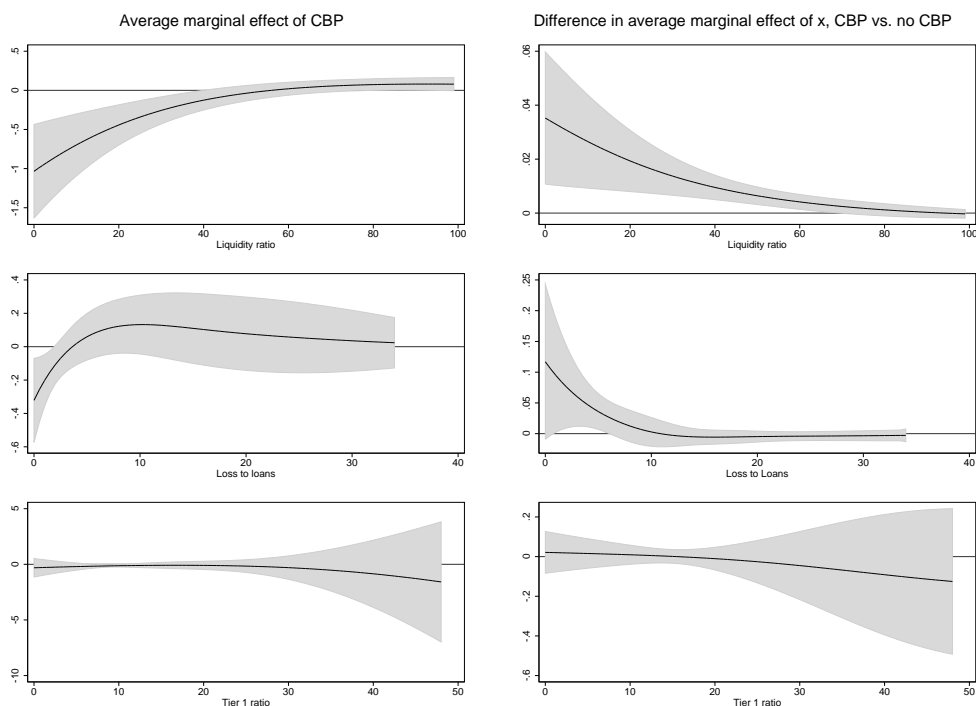 Average marginal effect of CBP
.5
0
-.5
-1
-1.5
0 20 40 60 80 100
Liquidity ratio
Difference in average marginal effect of x, CBP vs. no CBP
.06
.04
.02
0
0 20 40 60 80 100
Liquidity ratio
.4
.2
0
-.2
-.4
-.6
0 10 20 30 40
Loss to loans
.25
.2
.15
.1
.05
0
0 10 20 30 40
Loss to Loans
5
0
-5
-10
0 10 20 30 40 50
Tier 1 ratio
.2
0
-.2
-.4
-.6
0 10 20 30 40 50
Tier 1 ratio